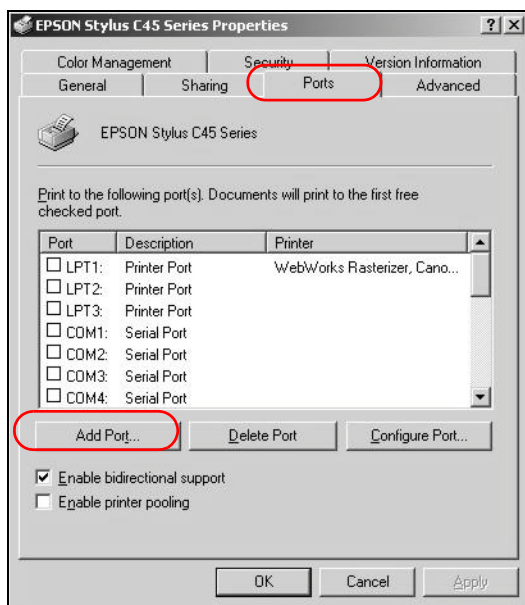 EPSON Stylus C45 Series Properties
? ×
Color Management Security Version Information
General Sharing Ports Advanced
EPSON Stylus C45 Series
Print to the following port(s). Documents will print to the first free
checked port.
Port Description Printer
LPT1: Printer Port WebWorks Rasterizer, Cano...
LPT2: Printer Port
LPT3: Printer Port
COM1: Serial Port
COM2: Serial Port
COM3: Serial Port
COM4: Serial Port
Add Port... Delete Port Configure Port...
Enable bidirectional support
Enable printer pooling
OK Cancel Apply